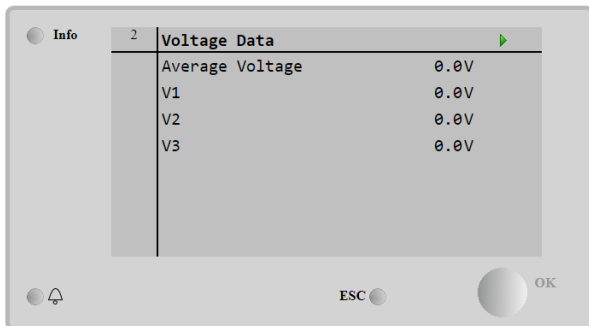 Info
2 Voltage Data
Average Voltage 0.0V
V1 0.0V
V2 0.0V
V3 0.0V
ESC
OK